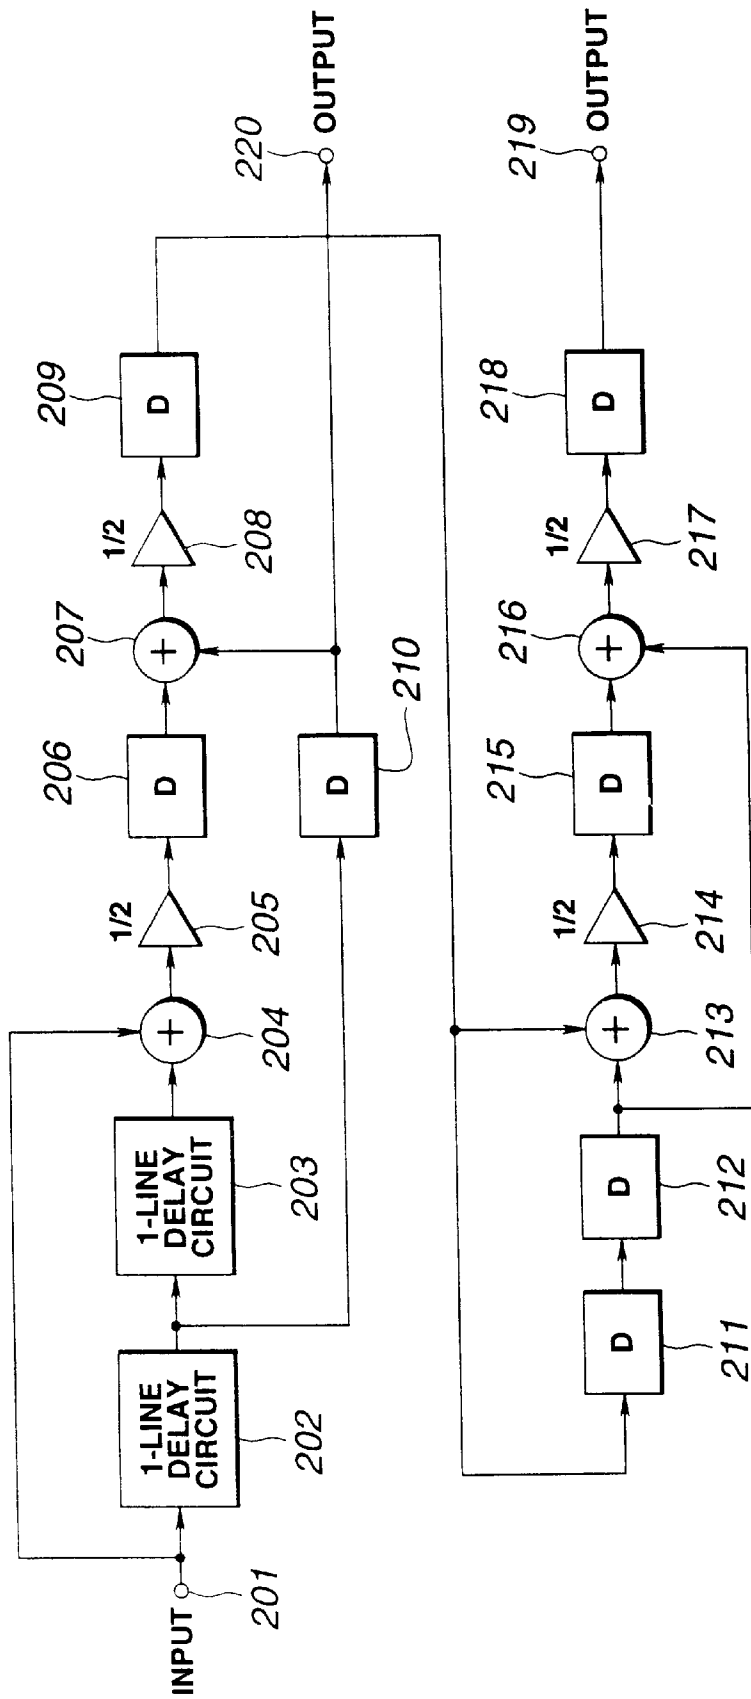 INPUT
201
1-LINE
DELAY
CIRCUIT
202
1-LINE
DELAY
CIRCUIT
203
+
204
1/2
205
D
206
+
207
1/2
208
D
209
D
210
220
OUTPUT
D
211
D
212
+
213
1/2
214
D
215
+
216
1/2
217
D
218
219
OUTPUT